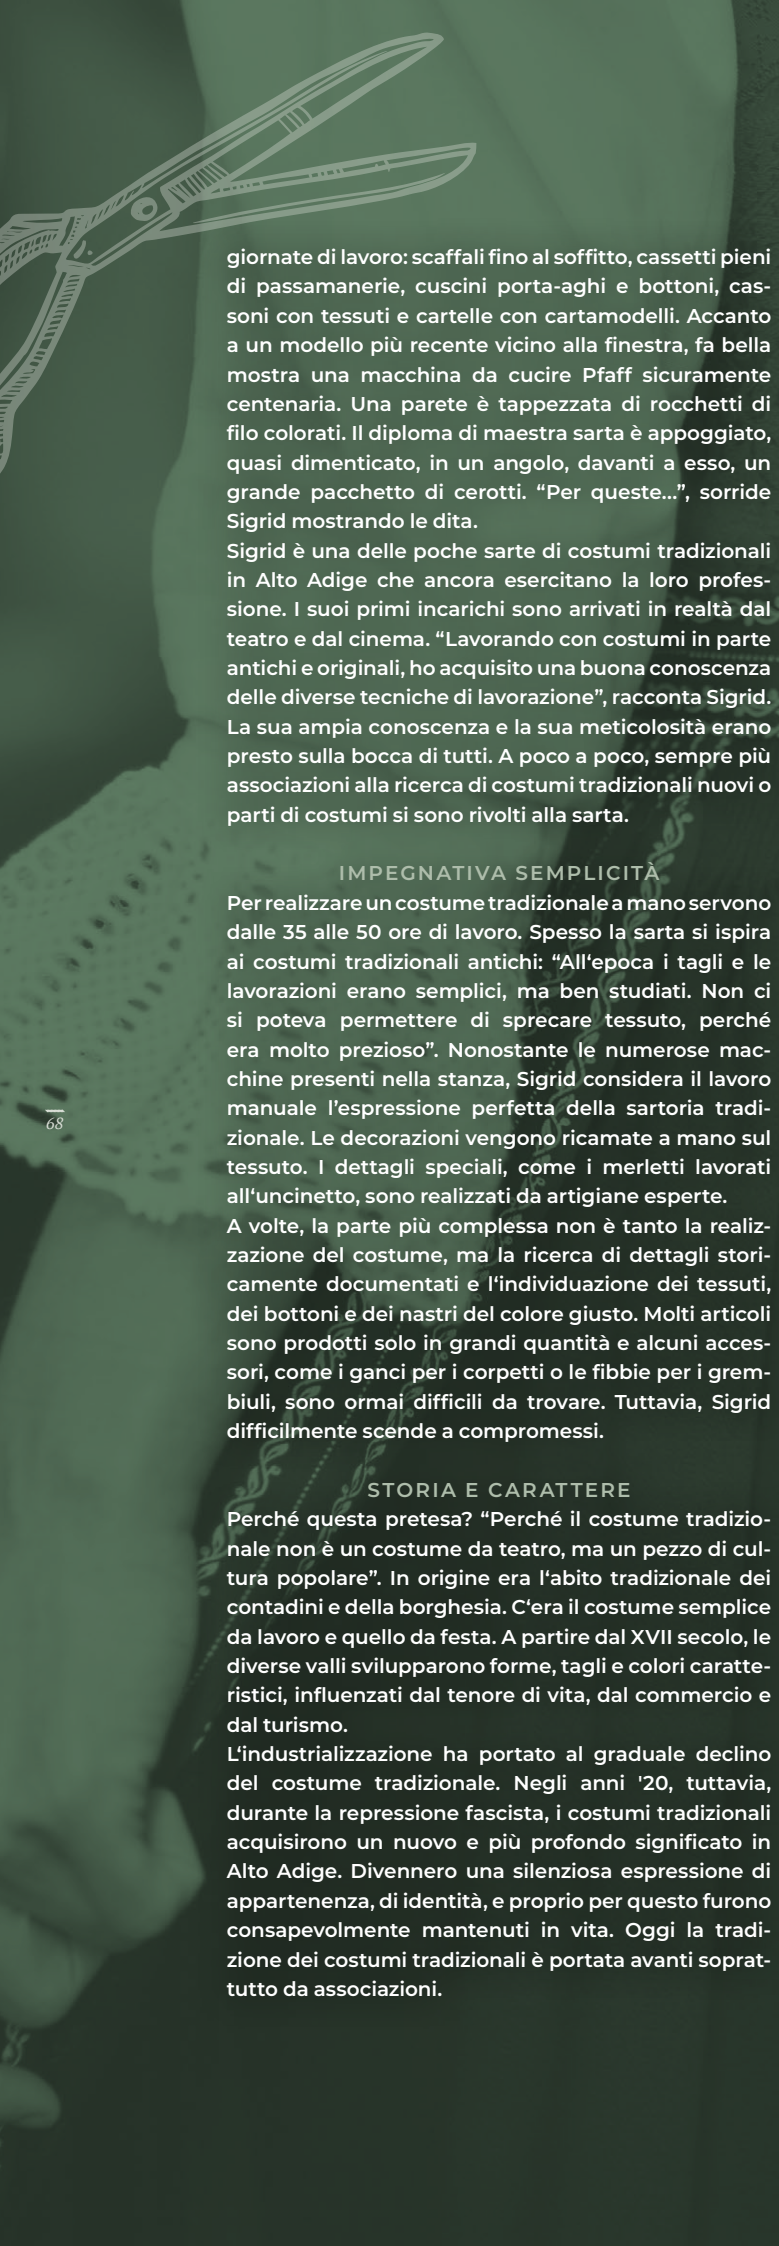 giornate di lavoro: scaffali fino al soffitto, cassetti pieni
di passamanerie, cuscini porta-aghi e bottoni, cas-
soni con tessuti e cartelle con cartamodelli. Accanto
a un modello più recente vicino alla finestra, fa bella
mostra una macchina da cucire Pfaff sicuramente
centenaria. Una parete è tappezzata di rocchetti di
filo colorati. Il diploma di maestra sarta è appoggiato,
quasi dimenticato, in un angolo, davanti a esso, un
grande pacchetto di cerotti. “Per queste...”, sorride
Sigrid mostrando le dita.
Sigrid è una delle poche sarte di costumi tradizionali
in Alto Adige che ancora esercitano la loro profes-
sione. I suoi primi incarichi sono arrivati in realtà dal
teatro e dal cinema. “Lavorando con costumi in parte
antichi e originali, ho acquisito una buona conoscenza
delle diverse tecniche di lavorazione”, racconta Sigrid.
La sua ampia conoscenza e la sua meticolosità erano
presto sulla bocca di tutti. A poco a poco, sempre più
associazioni alla ricerca di costumi tradizionali nuovi o
parti di costumi si sono rivolti alla sarta.
IMPEGNATIVA SEMPLICITÀ
Per realizzare un costume tradizionale a mano servono
dalle 35 alle 50 ore di lavoro. Spesso la sarta si ispira
ai costumi tradizionali antichi: “All‘epoca i tagli e le
lavorazioni erano semplici, ma ben studiati. Non ci
si poteva permettere di sprecare tessuto, perché
era molto prezioso”. Nonostante le numerose mac-
chine presenti nella stanza, Sigrid considera il lavoro
manuale l’espressione perfetta della sartoria tradi-
zionale. Le decorazioni vengono ricamate a mano sul
tessuto. I dettagli speciali, come i merletti lavorati
all‘uncinetto, sono realizzati da artigiane esperte.
A volte, la parte più complessa non è tanto la realiz-
zazione del costume, ma la ricerca di dettagli stori-
camente documentati e l‘individuazione dei tessuti,
dei bottoni e dei nastri del colore giusto. Molti articoli
sono prodotti solo in grandi quantità e alcuni acces-
sori, come i ganci per i corpetti o le fibbie per i grem-
biuli, sono ormai difficili da trovare. Tuttavia, Sigrid
difficilmente scende a compromessi.
STORIA E CARATTERE
Perché questa pretesa? “Perché il costume tradizio-
nale non è un costume da teatro, ma un pezzo di cul-
tura popolare”. In origine era l‘abito tradizionale dei
contadini e della borghesia. C‘era il costume semplice
da lavoro e quello da festa. A partire dal XVII secolo, le
diverse valli svilupparono forme, tagli e colori caratte-
ristici, influenzati dal tenore di vita, dal commercio e
dal turismo.
L‘industrializzazione ha portato al graduale declino
del costume tradizionale. Negli anni '20, tuttavia,
durante la repressione fascista, i costumi tradizionali
acquisirono un nuovo e più profondo significato in
Alto Adige. Divennero una silenziosa espressione di
appartenenza, di identità, e proprio per questo furono
consapevolmente mantenuti in vita. Oggi la tradi-
zione dei costumi tradizionali è portata avanti soprat-
tutto da associazioni.
68